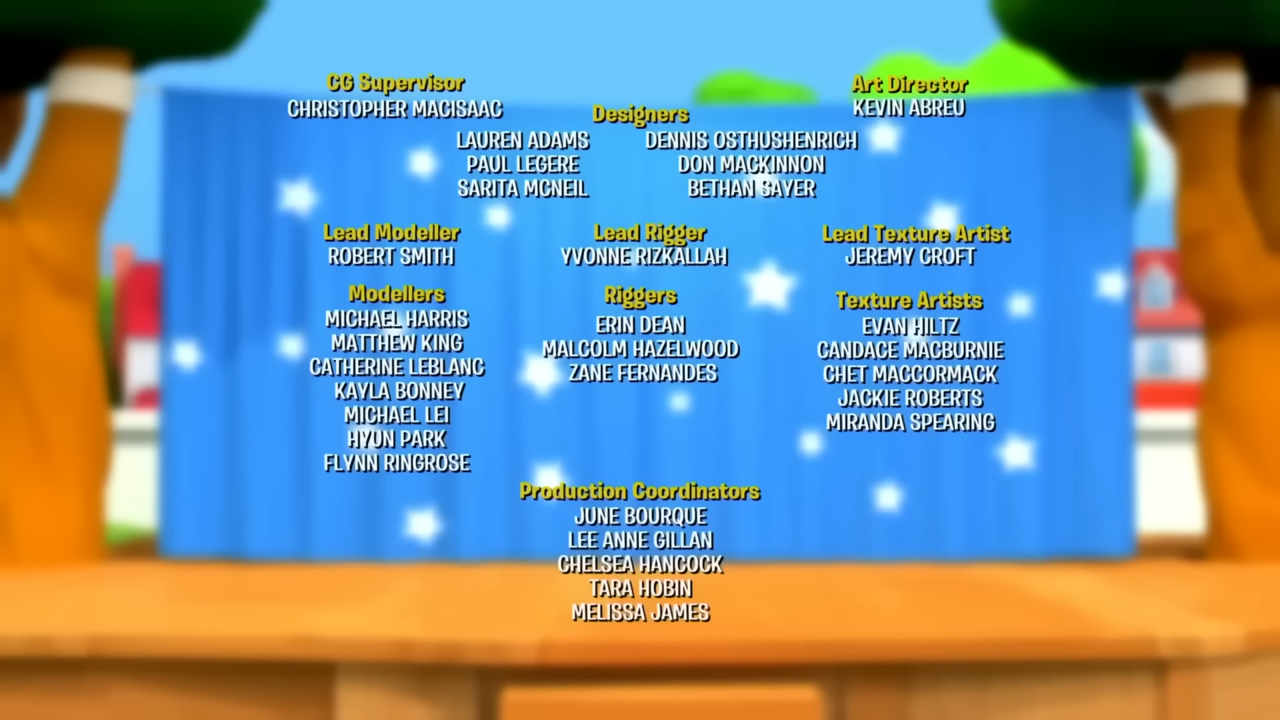 CG Supervisor
CHRISTOPHER MACISAAC
Art Director
KEVIN ABREU
Designers
LAUREN ADAMS DENNIS OSTHUSHENRICH
PAUL LEGERE DON MACKINNON
SARITA MCNEIL BETHAN SAYER
Lead Modeller
ROBERT SMITH
Lead Rigger
YVONNE RIZKALLAH
Lead Texture Artist
JEREMY CROFT
Modellers
MICHAEL HARRIS
MATTHEW KING
CATHERINE LEBLANC
KAYLA BONNEY
MICHAEL LEI
HYUN PARK
FLYNN RINGROSE
Riggers
ERIN DEAN
MALCOLM HAZELWOOD
ZANE FERNANDES
Texture Artists
EVAN HILTZ
CANDACE MACBURNIE
CHET MACCORMACK
JACKIE ROBERTS
MIRANDA SPEARING
Production Coordinators
JUNE BOURQUE
LEE ANNE GILLAN
CHELSEA HANCOCK
TARA HOBIN
MELISSA JAMES